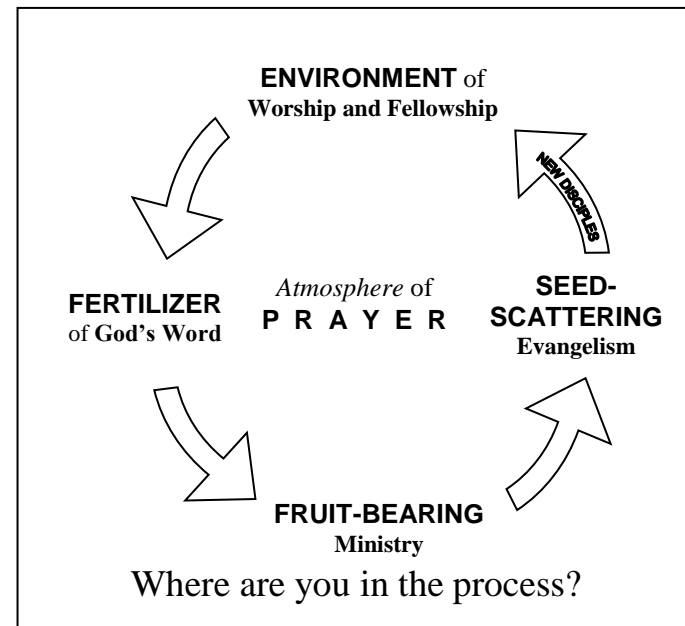 ENVIRONMENT of
Worship and Fellowship
NEW DISCIPLES
FERTILIZER
of God's Word
Atmosphere of
P R A Y E R
SEED-
SCATTERING
Evangelism
FRUIT-BEARING
Ministry
Where are you in the process?